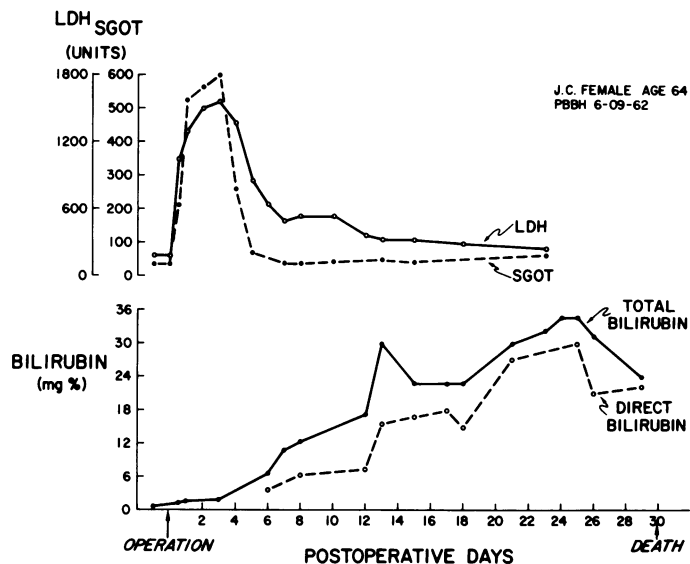 LDH SGOT
(UNITS)
J.C. FEMALE AGE 64
PBBH 6-09-62
1800 600
500
1200 400
300
600 200
100
0 0
LDH
SGOT
BILIRUBIN
(mg %)
36
30
24
18
12
6
0
TOTAL
BILIRUBIN
DIRECT
BILIRUBIN
2 4 6 8 10 12 14 16 18 20 22 24 26 28 30
OPERATION
POSTOPERATIVE DAYS
DEATH